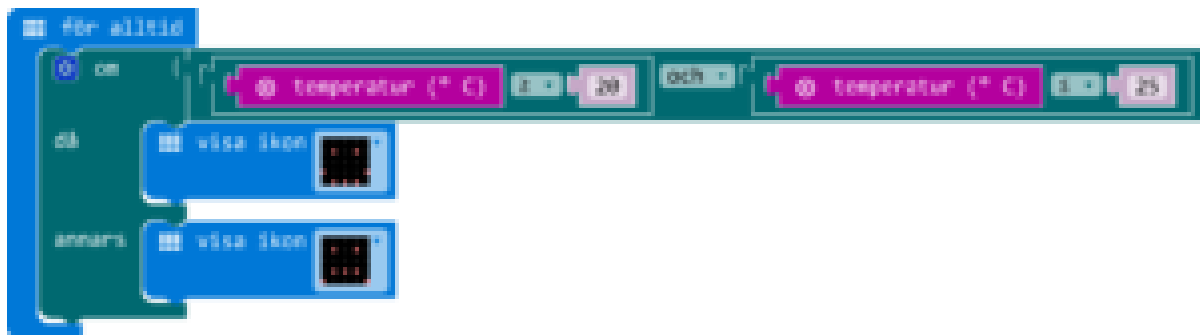 för alltid
om temperatur (° C) ≥ 20 och temperatur (° C) ≤ 25
då visa ikon
annars visa ikon